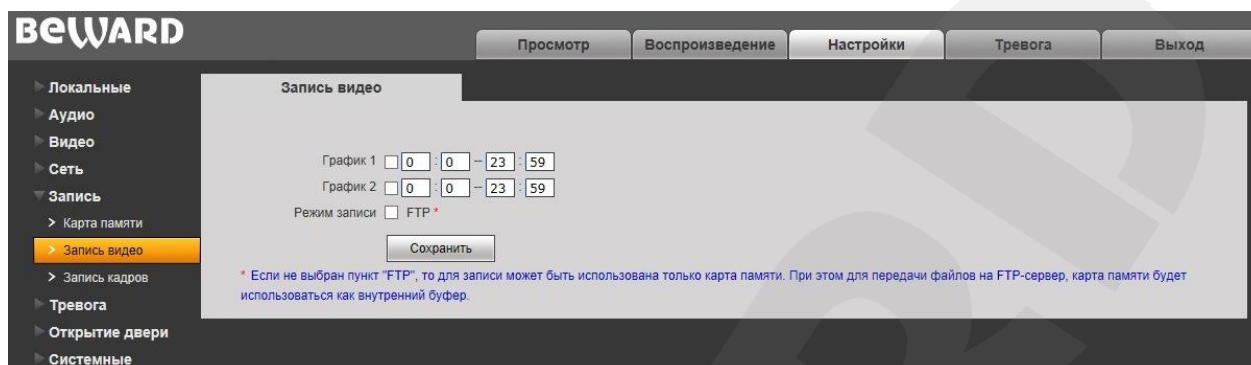 BEWARD
Просмотр Воспроизведение Настройки Тревога Выход
Локальные
Аудио
Видео
Сеть
Запись
> Карта памяти
> Запись видео
> Запись кадров
Тревога
Открытие двери
Системные
Запись видео
График 1 0 : 0 – 23 : 59
График 2 0 : 0 – 23 : 59
Режим записи FTP *
Сохранить
* Если не выбран пункт "FTP", то для записи может быть использована только карта памяти. При этом для передачи файлов на FTP-сервер, карта памяти будет
использоваться как внутренний буфер.